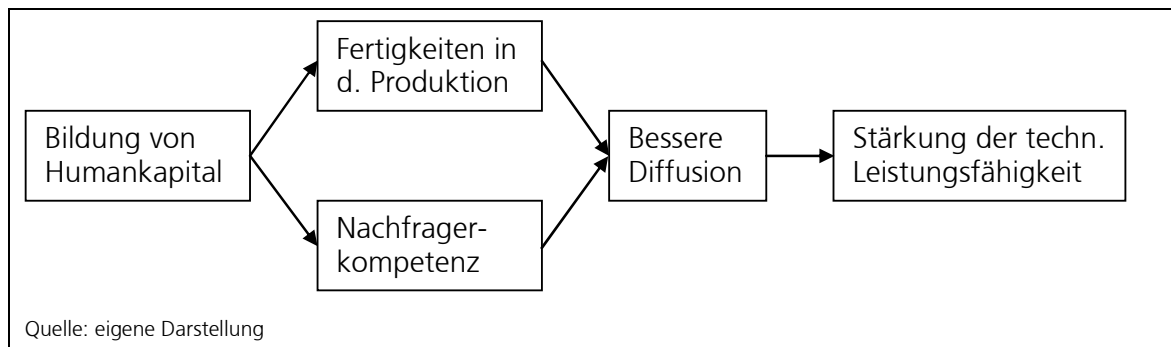 Bildung von
Humankapital
Fertigkeiten in
d. Produktion
Nachfrager-
kompetenz
Bessere
Diffusion
Stärkung der techn.
Leistungsfähigkeit
Quelle: eigene Darstellung